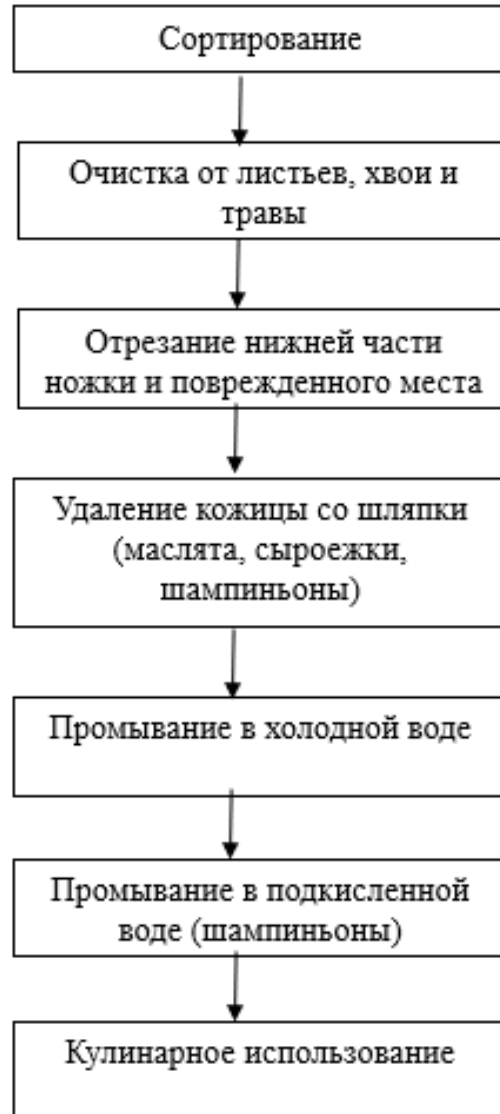 Сортирование
Очистка от листьев, хвои и
травы
Отрезание нижней части
ножки и поврежденного места
Удаление кожицы со шляпки
(маслята, сыроежки,
шампиньоны)
Промывание в холодной воде
Промывание в подкисленной
воде (шампиньоны)
Кулинарное использование